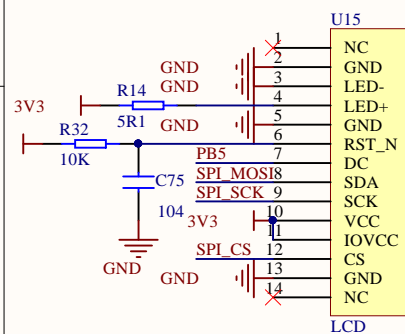 U15
1 NC
GND 2 GND
GND 3 LED-
3V3 R14 5R1 4 LED+
GND 5 GND
R32 10K 3V3 6 RST_N
PB5 7 DC
SPI_MOSI 8 SDA
C75 SPI_SCK 9 SCK
104 3V3 10 VCC
11 IOVCC
SPI_CS 12 CS
GND GND 13 GND
14 NC
LCD